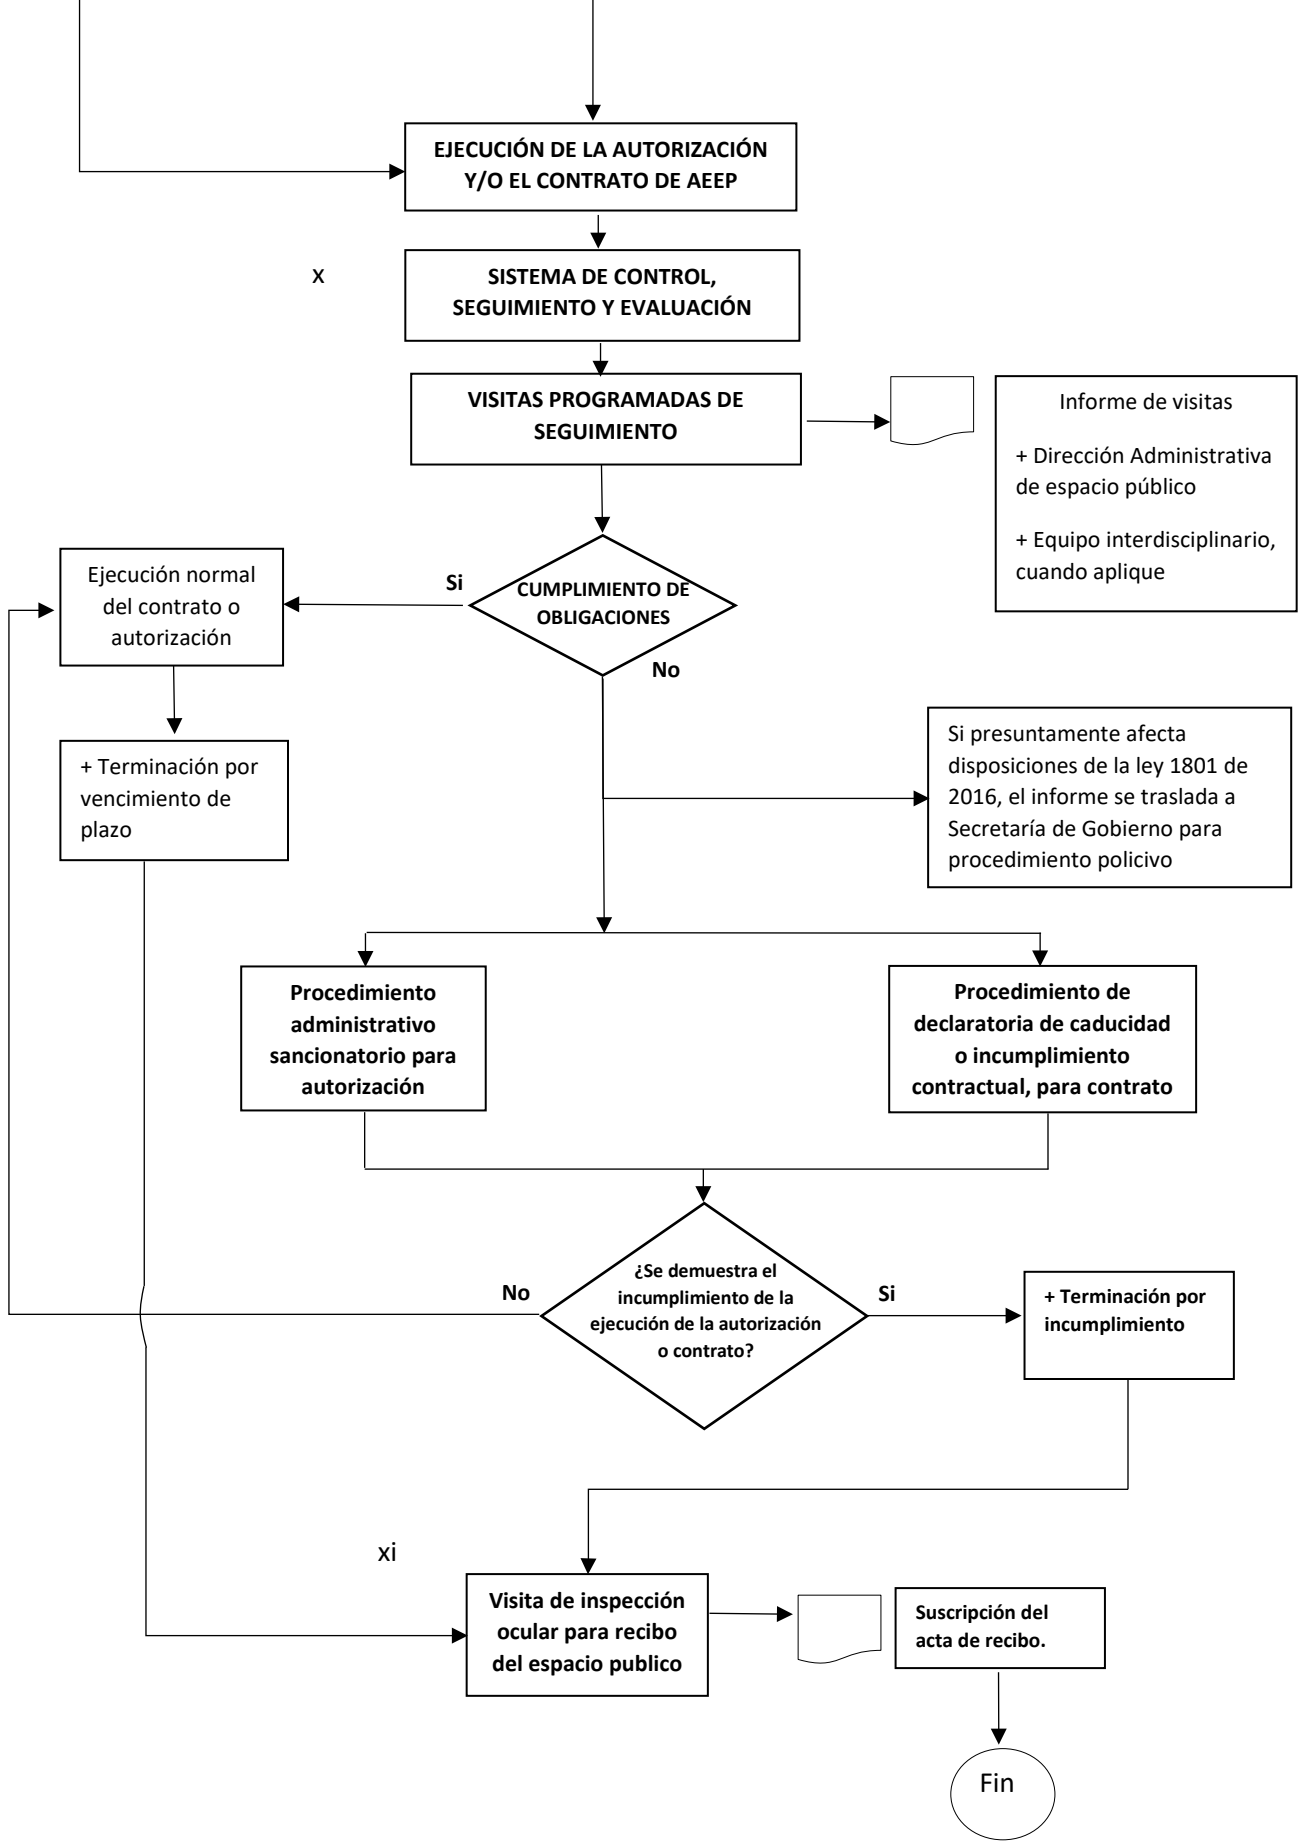 EJECUCIÓN DE LA AUTORIZACIÓN
Y/O EL CONTRATO DE AEEP
x
SISTEMA DE CONTROL,
SEGUIMIENTO Y EVALUACIÓN
VISITAS PROGRAMADAS DE
SEGUIMIENTO
Informe de visitas
+ Dirección Administrativa
de espacio público
+ Equipo interdisciplinario,
cuando aplique
CUMPLIMIENTO DE
OBLIGACIONES
Si
No
Ejecución normal
del contrato o
autorización
+ Terminación por
vencimiento de
plazo
Si presuntamente afecta
disposiciones de la ley 1801 de
2016, el informe se traslada a
Secretaría de Gobierno para
procedimiento policivo
Procedimiento
administrativo
sancionatorio para
autorización
Procedimiento de
declaratoria de caducidad
o incumplimiento
contractual, para contrato
¿Se demuestra el
incumplimiento de la
ejecución de la autorización
o contrato?
No
Si
+ Terminación por
incumplimiento
xi
Visita de inspección
ocular para recibo
del espacio publico
Suscripción del
acta de recibo.
Fin